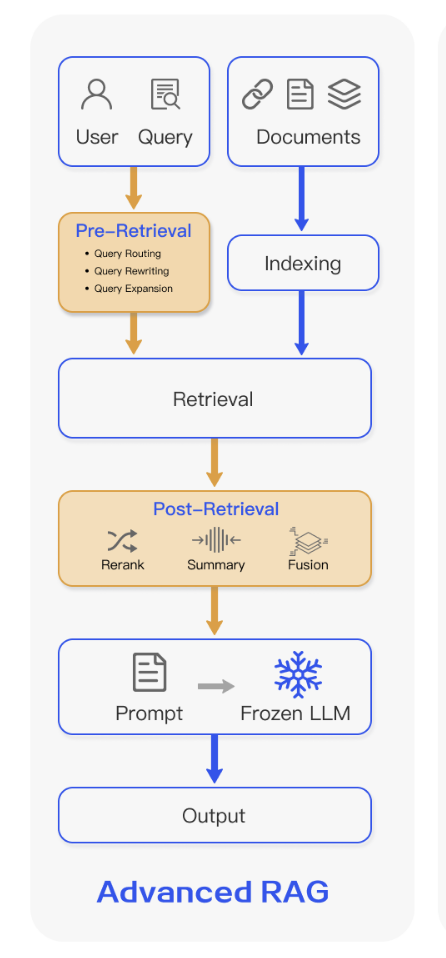 User Query
Documents
Pre-Retrieval
• Query Routing
• Query Rewriting
• Query Expansion
Indexing
Retrieval
Post-Retrieval
Rerank
Summary
Fusion
Prompt
Frozen LLM
Output
Advanced RAG